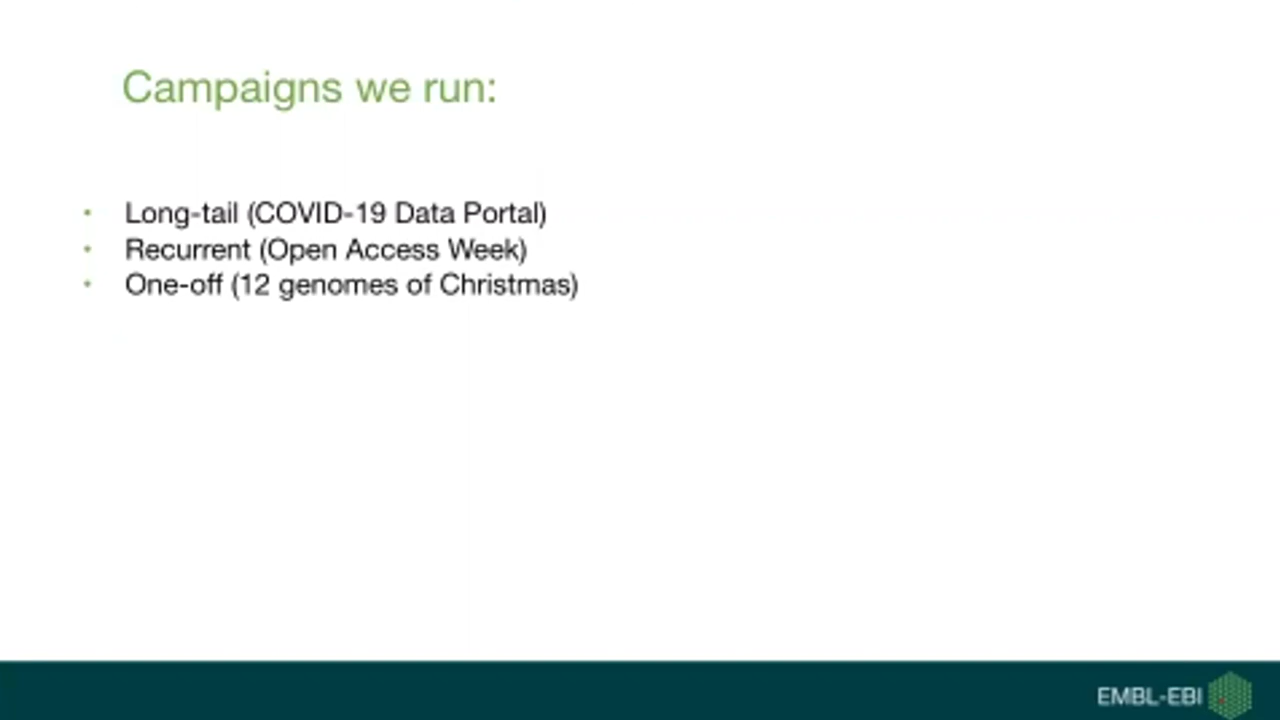 Campaigns we run:
• Long-tail (COVID-19 Data Portal)
• Recurrent (Open Access Week)
• One-off (12 genomes of Christmas)
EMBL-EBI